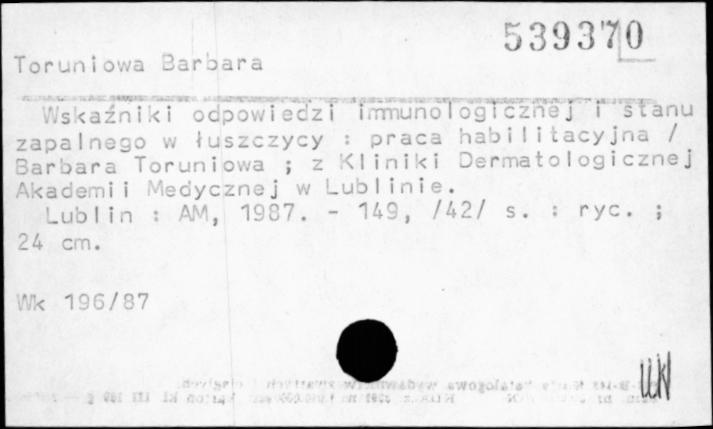 539370
Toruniowa Barbara
Wskaźniki odpowiedzi immunologicznej i stanu
zapalnego w łuszczycy : praca habilitacyjna /
Barbara Toruniowa ; z Kliniki Dermatologicznej
Akademii Medycznej w Lublinie.
Lublin : AM, 1987. - 149, /42/ s. : ryc. ;
24 cm.
Wk 196/87